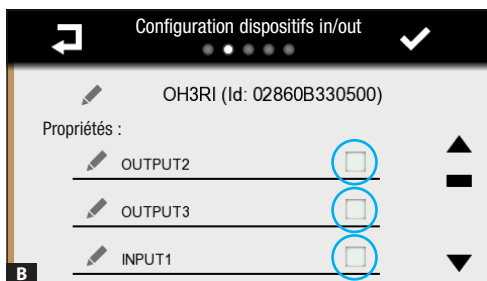 Configuration dispositifs in/out
OH3RI (Id: 02860B330500)
Propriétés :
OUTPUT2
OUTPUT3
INPUT1
B